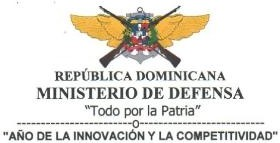 REPÚBLICA DOMINICANA
MINISTERIO DE DEFENSA
"Todo por la Patria"
-----------------------O-----------------------
"AÑO DE LA INNOVACIÓN Y LA COMPETITIVIDAD"